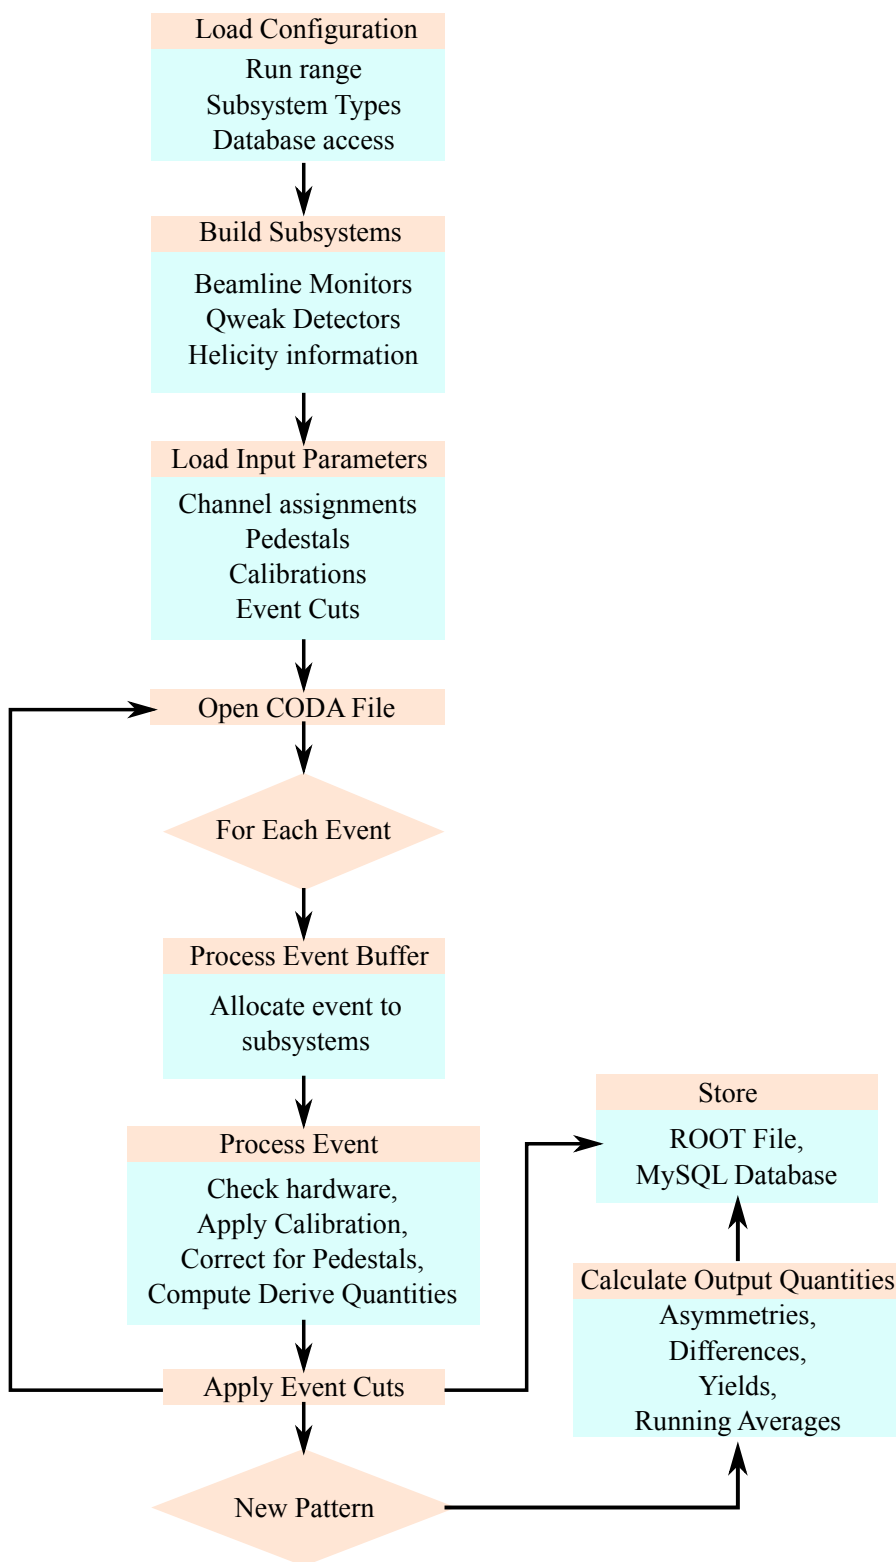 Load Configuration
Run range
Subsystem Types
Database access
Build Subsystems
Beamline Monitors
Qweak Detectors
Helicity information
Load Input Parameters
Channel assignments
Pedestals
Calibrations
Event Cuts
Open CODA File
For Each Event
Process Event Buffer
Allocate event to
subsystems
Process Event
Check hardware,
Apply Calibration,
Correct for Pedestals,
Compute Derive Quantities
Apply Event Cuts
New Pattern
Store
ROOT File,
MySQL Database
Calculate Output Quantities
Asymmetries,
Differences,
Yields,
Running Averages